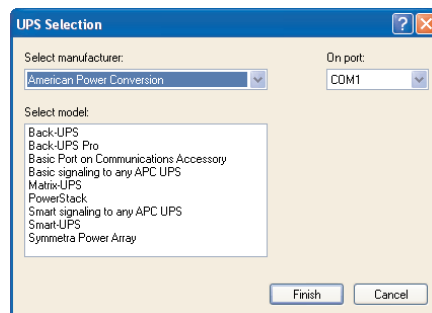 UPS Selection
Select manufacturer:
On port:
American Power Conversion
COM1
Select model:
Back-UPS
Back-UPS Pro
Basic Port on Communications Accessory
Basic signaling to any APC UPS
Matrix-UPS
PowerStack
Smart signaling to any APC UPS
Smart-UPS
Symmetra Power Array
Finish
Cancel